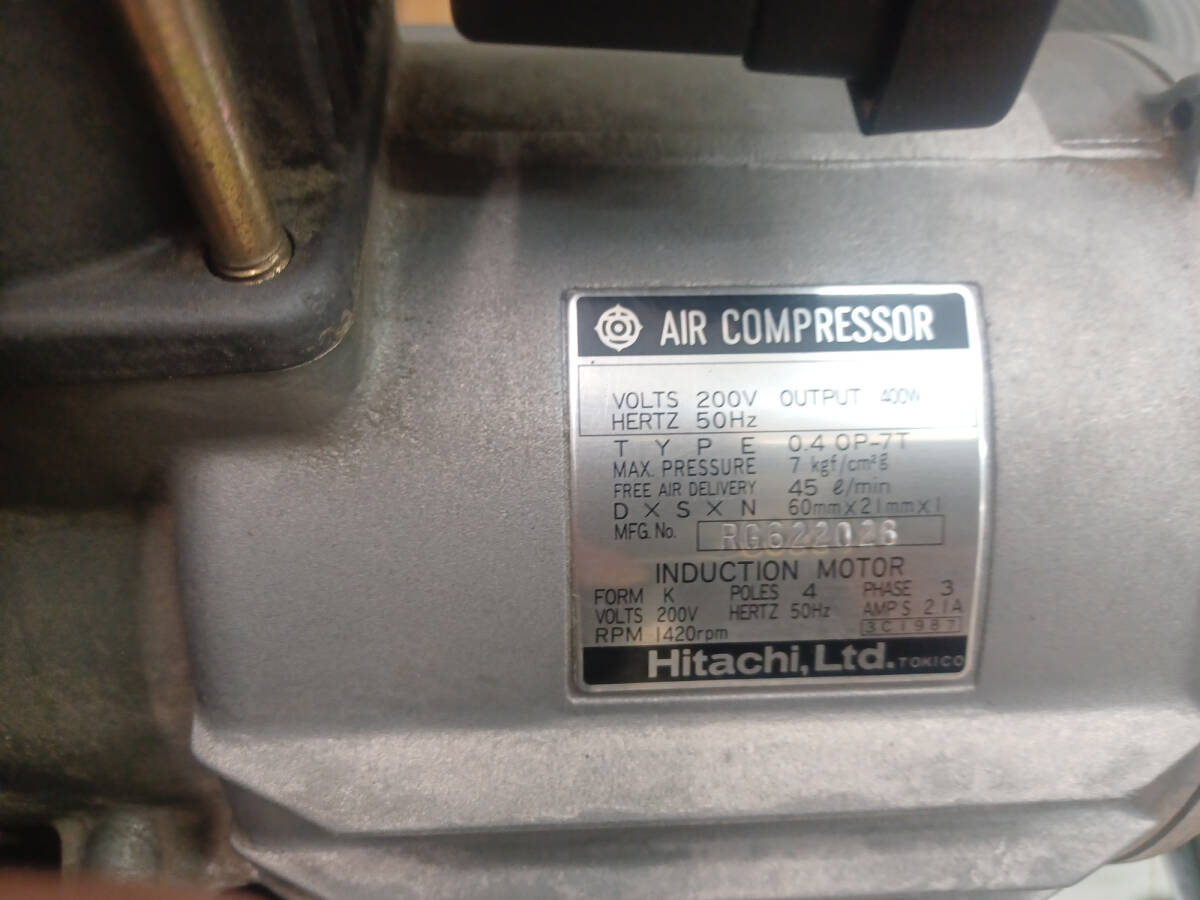 AIR COMPRESSOR
VOLTS 200V OUTPUT 400W
HERTZ 50Hz
TYPE 0.4 OP-7T
MAX. PRESSURE 7 kgf/cm²g
FREE AIR DELIVERY 45 ℓ/min
D×S×N 60mm×21mm×1
MFG. No. RG622026
INDUCTION MOTOR
FORM K POLES 4 PHASE 3
VOLTS 200V HERTZ 50Hz AMPS 2.1A
RPM 1420rpm 3C1987
Hitachi, Ltd. TOKICO